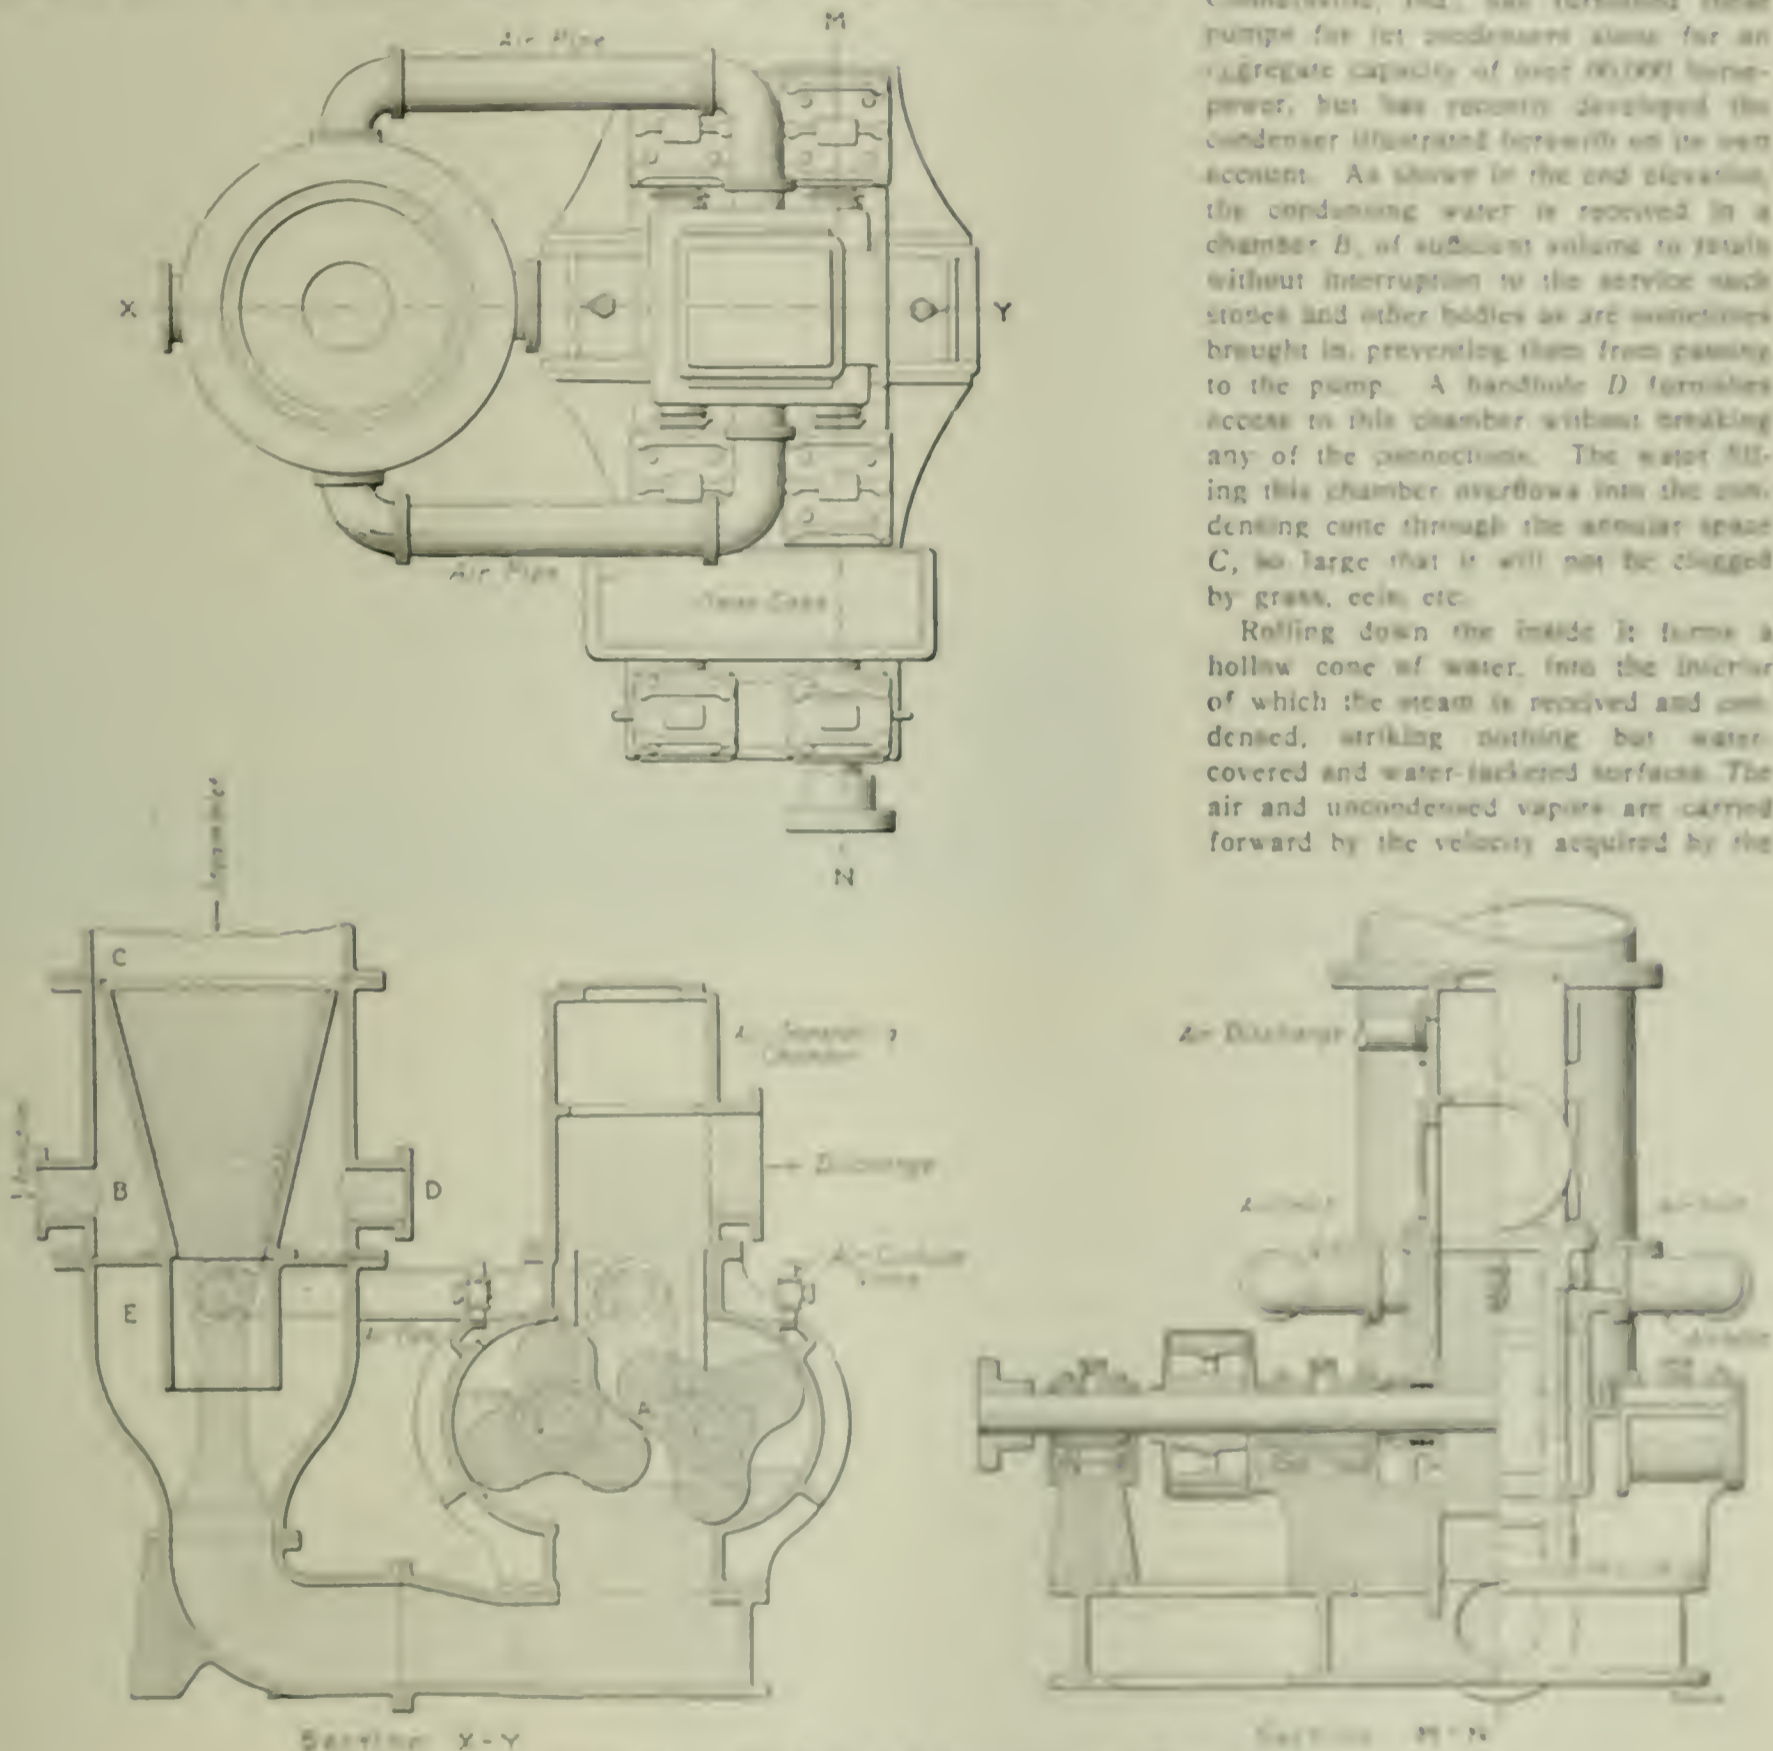 pumps for jet condensers alone for an
aggregate capacity of over 60,000 horse-
power, but has recently developed the
condenser illustrated herewith on its own
account. As shown in the end elevation,
the condensing water is received in a
chamber B, of sufficient volume to retain
without interruption to the service such
stones and other bodies as are sometimes
brought in, preventing them from passing
to the pump. A handhole D furnishes
access to this chamber without breaking
any of the connections. The water fill-
ing this chamber overflows into the con-
densing cone through the annular space
C, so large that it will not be clogged
by grass, eels, etc.
Rolling down the inside it forms a
hollow cone of water, into the interior
of which the steam is received and con-
densed, striking nothing but water-
covered and water-jacketed surfaces. The
air and uncondensed vapors are carried
forward by the velocity acquired by the
Air Pipe
M
X
Y
Air Pipe
Gear Case
N
C
B
D
E
A
Chamber
Discharge
Section X-Y
Air Discharge
Section M-N